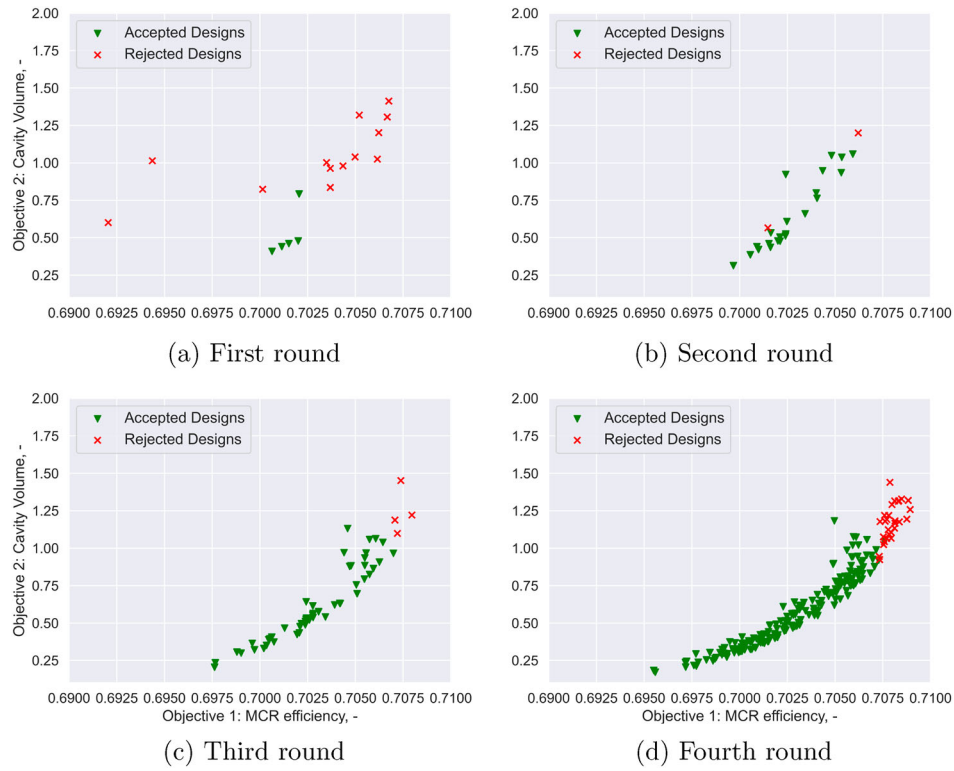 2.00
1.75
1.50
1.25
1.00
0.75
0.50
0.25
Objective 2: Cavity Volume, -
Accepted Designs
Rejected Designs
0.6900 0.6925 0.6950 0.6975 0.7000 0.7025 0.7050 0.7075 0.7100
(a) First round
2.00
1.75
1.50
1.25
1.00
0.75
0.50
0.25
Accepted Designs
Rejected Designs
0.6900 0.6925 0.6950 0.6975 0.7000 0.7025 0.7050 0.7075 0.7100
(b) Second round
2.00
1.75
1.50
1.25
1.00
0.75
0.50
0.25
Objective 2: Cavity Volume, -
Accepted Designs
Rejected Designs
0.6900 0.6925 0.6950 0.6975 0.7000 0.7025 0.7050 0.7075 0.7100
Objective 1: MCR efficiency, -
(c) Third round
2.00
1.75
1.50
1.25
1.00
0.75
0.50
0.25
Accepted Designs
Rejected Designs
0.6900 0.6925 0.6950 0.6975 0.7000 0.7025 0.7050 0.7075 0.7100
Objective 1: MCR efficiency, -
(d) Fourth round